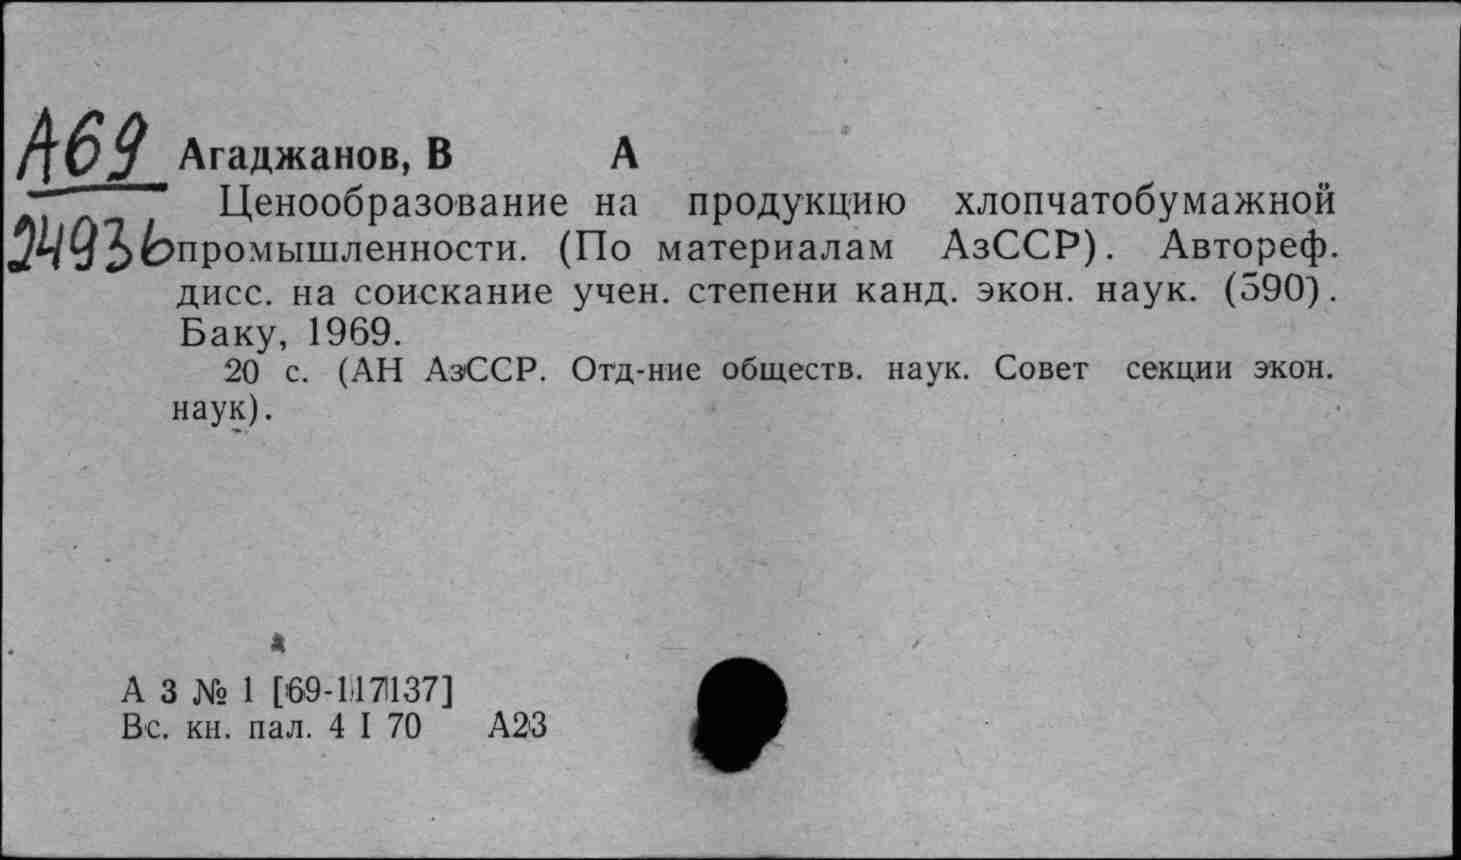 А69
24936
Агаджанов, В А
Ценообразование на продукцию хлопчатобумажной
промышленности. (По материалам АзССР). Автореф.
дисс. на соискание учен. степени канд. экон. наук. (590).
Баку, 1969.
20 с. (АН АзССР. Отд-ние обществ. наук. Совет секции экон.
наук).
А З № 1 [69-117137]
Вс. кн. пал. 4 I 70 А23